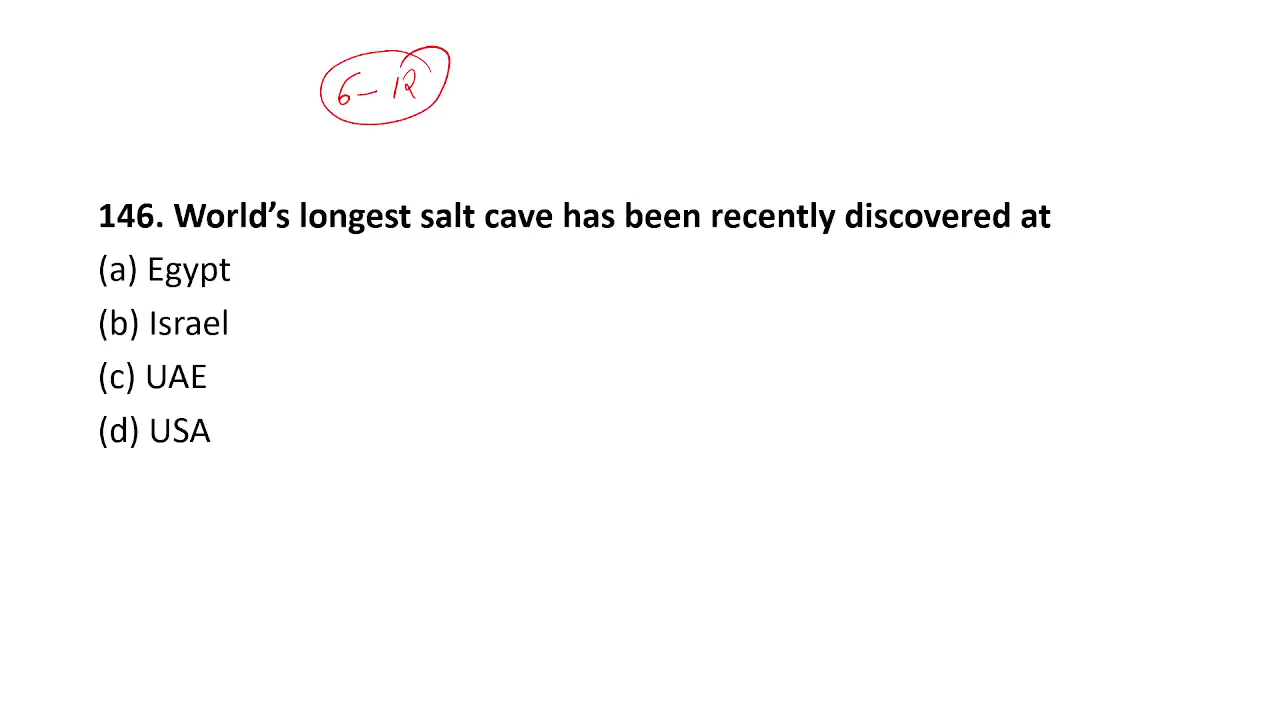 6-12
146. World’s longest salt cave has been recently discovered at
(a) Egypt
(b) Israel
(c) UAE
(d) USA